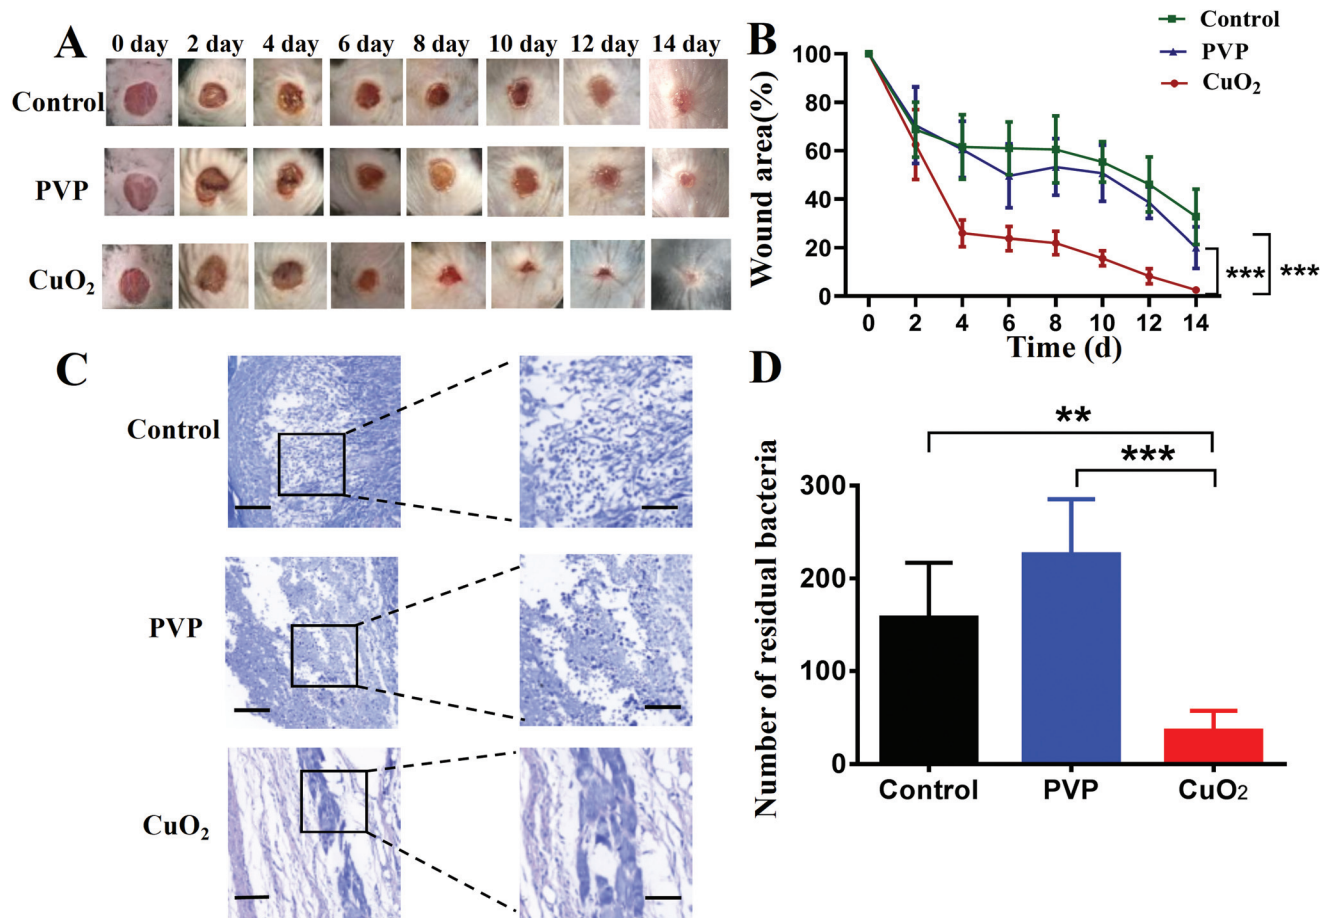 A
0 day 2 day 4 day 6 day 8 day 10 day 12 day 14 day
Control
PVP
CuO₂
B
Control
PVP
CuO₂
Wound area(%)
100
80
60
40
20
0
0 2 4 6 8 10 12 14
Time (d)
***
***
C
Control
PVP
CuO₂
D
Number of residual bacteria
300
200
100
0
**
***
Control PVP CuO₂